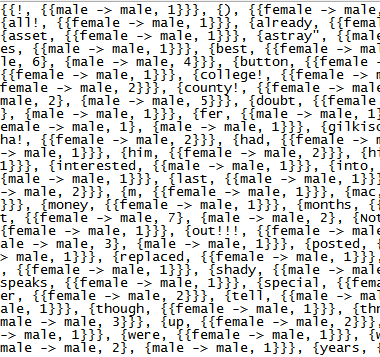 {{!, {{male -> male, 1}}}, {), {{female -> m
{all!, {{female -> male, 1}}}, {already,
{asset, {{female -> male, 1}}}, {astray", {{male
es, {{male -> male, 1}}}, {best, {{female -> ma
le, 6}, {male -> male, 4}}}, {button, {{female
{{female -> male, 1}}}, {college!, {{female ->
female -> male, 2}}}, {county!, {{female -> ma
male, 2}, {male -> male, 5}}}, {doubt, {{female
}, {male -> male, 1}}}, {fer, {{male -> male, 1}
emale -> male, 1}, {male -> male, 1}}}, {gilkisc
ha!, {{female -> male, 2}}}, {had, {{female -> m
-> male, 1}}}, {him, {{female -> male, 2}}}, {hi
1}}}, {interested, {{male -> male, 1}}}, {into,
{male -> male, 1}}}, {last, {{male -> male, 1}}}
-> male, 2}}}, {m, {{female -> male, 1}}}, {mac
}}}, {money, {{female -> male, 1}}}, {months, {{
t, {{female -> male, 7}, {male -> male, 2}, {Not
{female -> male, 1}}}, {out!!!, {{female -> male
ale -> male, 3}, {male -> male, 1}}}, {posted, {
> male, 1}}}, {replaced, {{female -> male, 1}}},
, {{female -> male, 1}}}, {shady, {{male -> mal
speaks, {{female -> male, 1}}}, {special, {{fema
er, {{female -> male, 2}}}, {tell, {{male -> mal
ale, 1}}}, {though, {{female -> male, 1}}}, {thr
male, 3}}}, {up, {{female -> male, 2}}}
-> male, 1}}}, {were, {{female -> male, 1}}}, {w
male, 2}, {male -> male, 1}}}, {years,